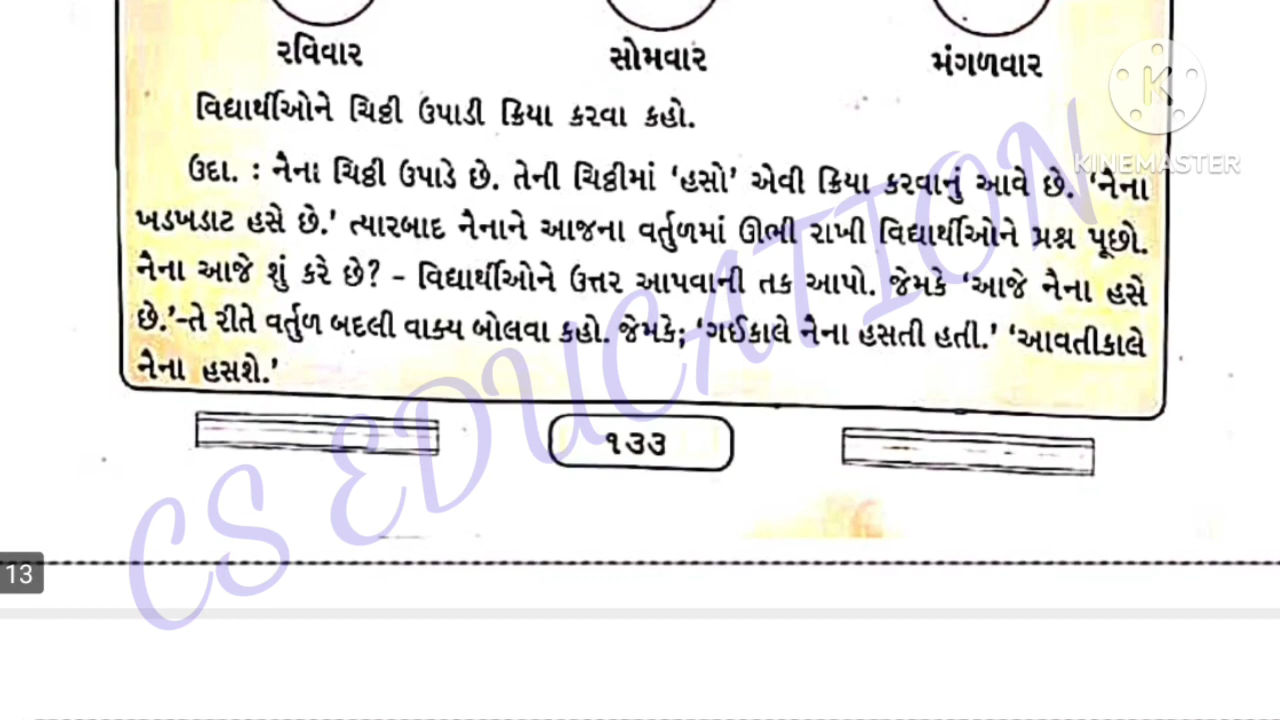 રવિવાર સોમવાર મંગળવાર
K
KINEMASTER
વિદ્યાર્થીઓને ચિઠ્ઠી ઉપાડી ક્રિયા કરવા કહો.
ઉદા. : નૈના ચિઠ્ઠી ઉપાડે છે. તેની ચિઠ્ઠીમાં ‘હસો’ એવી ક્રિયા કરવાનું આવે છે. ‘નૈના
ખડખડાટ હસે છે.’ ત્યારબાદ નૈનાને આજના વર્તુળમાં ઊભી રાખી વિદ્યાર્થીઓને પ્રશ્ન પૂછો.
નૈના આજે શું કરે છે? – વિદ્યાર્થીઓને ઉત્તર આપવાની તક આપો. જેમકે ‘આજે નૈના હસે
છે.’-તે રીતે વર્તુળ બદલી વાક્ય બોલવા કહો. જેમકે; ‘ગઈકાલે નૈના હસતી હતી.’ ‘આવતીકાલે
નૈના હસશે.’
૧૩૩
CS EDUCATION
13